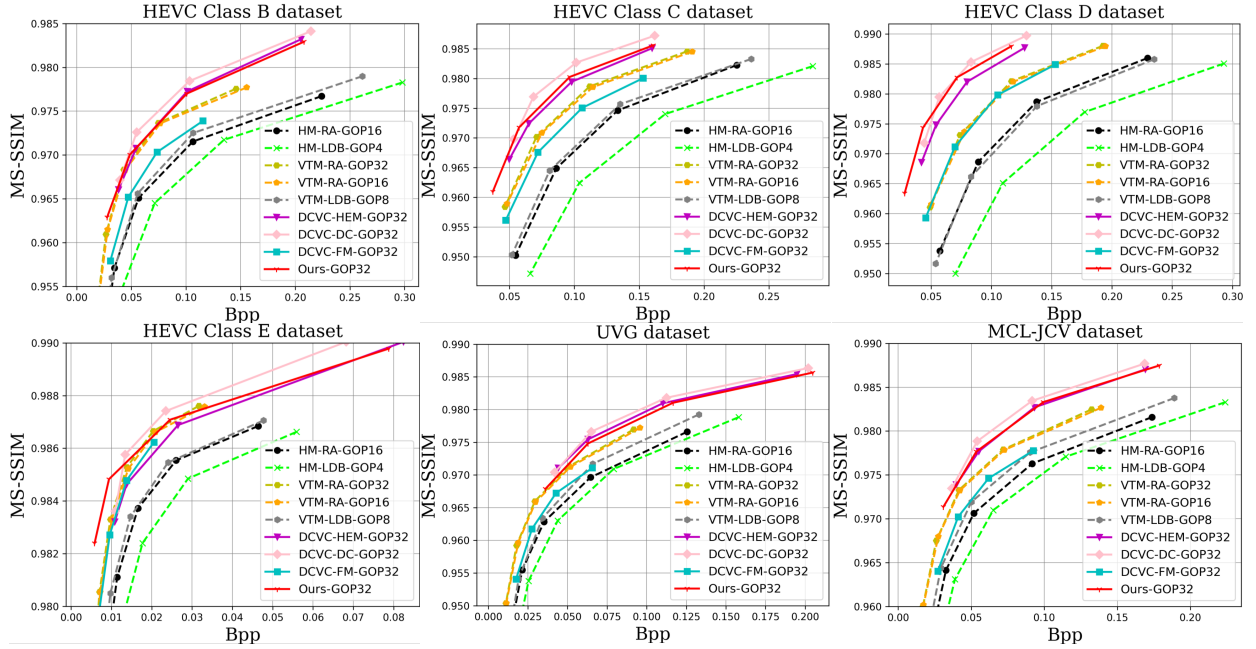 HEVC Class B dataset
MS-SSIM
0.985
0.980
0.975
0.970
0.965
0.960
0.955
0.00 0.05 0.10 0.15 0.20 0.25 0.30
Bpp
HM-RA-GOP16
HM-LDB-GOP4
VTM-RA-GOP32
VTM-RA-GOP16
VTM-LDB-GOP8
DCVC-HEM-GOP32
DCVC-DC-GOP32
DCVC-FM-GOP32
Ours-GOP32
HEVC Class C dataset
MS-SSIM
0.985
0.980
0.975
0.970
0.965
0.960
0.955
0.950
0.05 0.10 0.15 0.20 0.25
Bpp
HM-RA-GOP16
HM-LDB-GOP4
VTM-RA-GOP32
VTM-RA-GOP16
VTM-LDB-GOP8
DCVC-HEM-GOP32
DCVC-DC-GOP32
DCVC-FM-GOP32
Ours-GOP32
HEVC Class D dataset
MS-SSIM
0.990
0.985
0.980
0.975
0.970
0.965
0.960
0.955
0.950
0.05 0.10 0.15 0.20 0.25 0.30
Bpp
HM-RA-GOP16
HM-LDB-GOP4
VTM-RA-GOP32
VTM-RA-GOP16
VTM-LDB-GOP8
DCVC-HEM-GOP32
DCVC-DC-GOP32
DCVC-FM-GOP32
Ours-GOP32
HEVC Class E dataset
MS-SSIM
0.990
0.988
0.986
0.984
0.982
0.980
0.00 0.01 0.02 0.03 0.04 0.05 0.06 0.07 0.08
Bpp
HM-RA-GOP16
HM-LDB-GOP4
VTM-RA-GOP32
VTM-RA-GOP16
VTM-LDB-GOP8
DCVC-HEM-GOP32
DCVC-DC-GOP32
DCVC-FM-GOP32
Ours-GOP32
UVG dataset
MS-SSIM
0.990
0.985
0.980
0.975
0.970
0.965
0.960
0.955
0.950
0.000 0.025 0.050 0.075 0.100 0.125 0.150 0.175 0.200
Bpp
HM-RA-GOP16
HM-LDB-GOP4
VTM-RA-GOP32
VTM-RA-GOP16
VTM-LDB-GOP8
DCVC-HEM-GOP32
DCVC-DC-GOP32
DCVC-FM-GOP32
Ours-GOP32
MCL-JCV dataset
MS-SSIM
0.990
0.985
0.980
0.975
0.970
0.965
0.960
0.00 0.05 0.10 0.15 0.20
Bpp
HM-RA-GOP16
HM-LDB-GOP4
VTM-RA-GOP32
VTM-RA-GOP16
VTM-LDB-GOP8
DCVC-HEM-GOP32
DCVC-DC-GOP32
DCVC-FM-GOP32
Ours-GOP32